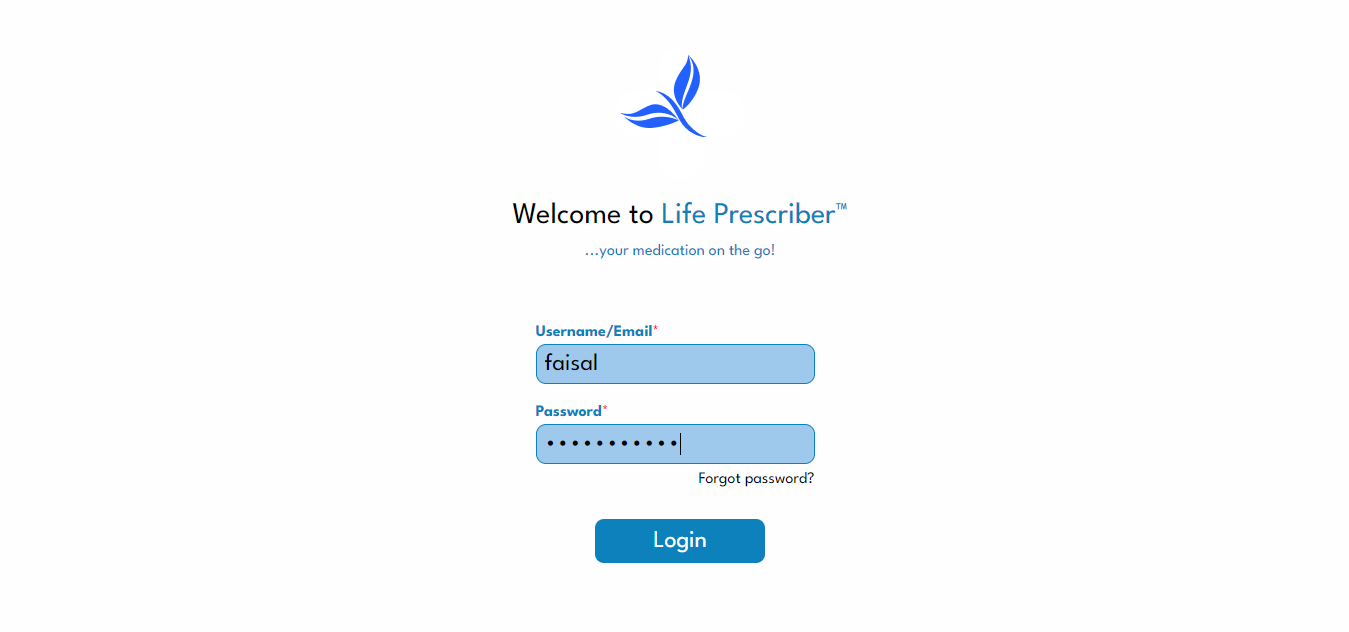 Welcome to Life Prescriber™
...your medication on the go!
Username/Email*
faisal
Password*
•••••••••••
Forgot password?
Login